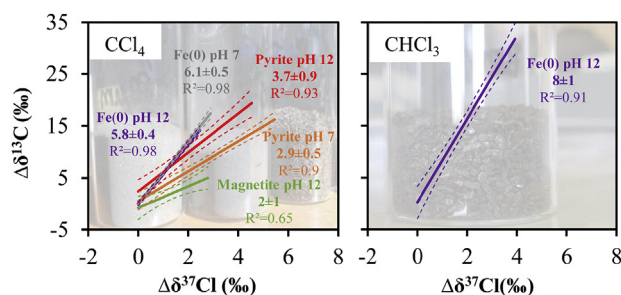 CCl₄
Fe(0) pH 7
6.1±0.5
R²=0.98
Pyrite pH 12
3.7±0.9
R²=0.93
Fe(0) pH 12
5.8±0.4
R²=0.98
Pyrite pH 7
2.9±0.5
R²=0.9
Magnetite pH 12
2±1
R²=0.65
Δδ¹³C (‰)
35
25
15
5
-5
0 2 4 6 8
Δδ³⁷Cl (‰)
CHCl₃
Fe(0) pH 12
8±1
R²=0.91
0 2 4 6 8
Δδ³⁷Cl(‰)